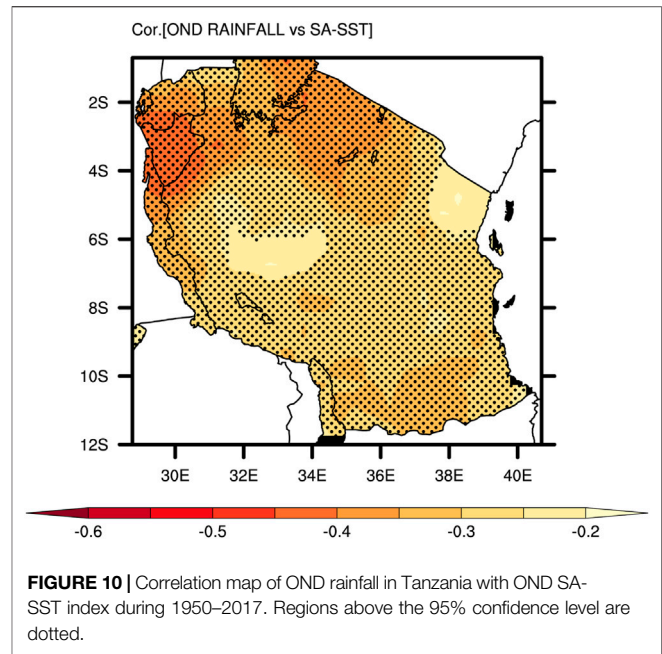 Cor.[OND RAINFALL vs SA-SST]
2S
4S
6S
8S
10S
12S
30E 32E 34E 36E 38E 40E
-0.6 -0.5 -0.4 -0.3 -0.2
FIGURE 10 | Correlation map of OND rainfall in Tanzania with OND SA-
SST index during 1950–2017. Regions above the 95% confidence level are
dotted.